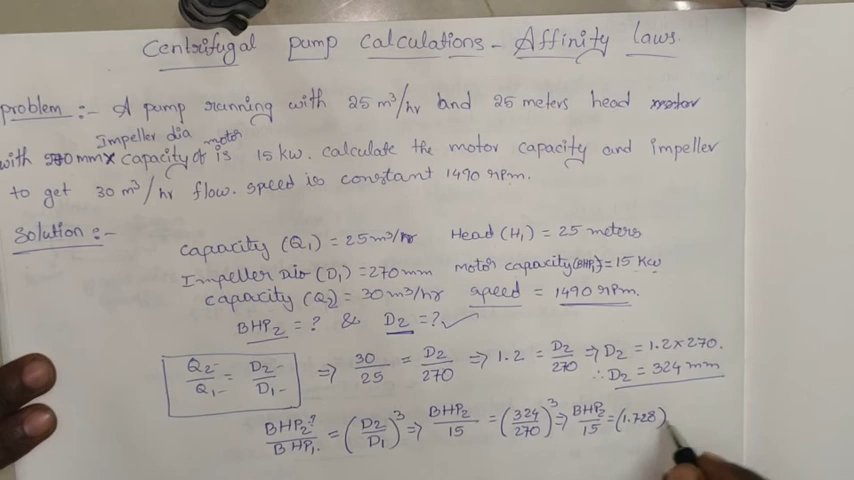 Centrifugal pump calculations - Affinity laws.
problem :- A pump running with 25 m³/hr and 25 meters head
Impeller dia motor
with 270 mm capacity of is 15 kw. calculate the motor capacity and impeller
to get 30 m³/hr flow. speed is constant 1490 rpm.
Solution :-
capacity (Q₁) = 25 m³/hr Head (H₁) = 25 meters
Impeller dia (D₁) = 270 mm motor capacity (BHP₁) = 15 kw
capacity (Q₂) = 30 m³/hr speed = 1490 rpm.
BHP₂ = ? & D₂ = ? ✓
Q₂/Q₁ = D₂/D₁ ⇒ 30/25 = D₂/270 ⇒ 1.2 = D₂/270 ⇒ D₂ = 1.2 x 270.
∴ D₂ = 324 mm
BHP₂?/BHP₁. = (D₂/D₁)³ ⇒ BHP₂/15 = (324/270)³ ⇒ BHP₂/15 = (1.728)